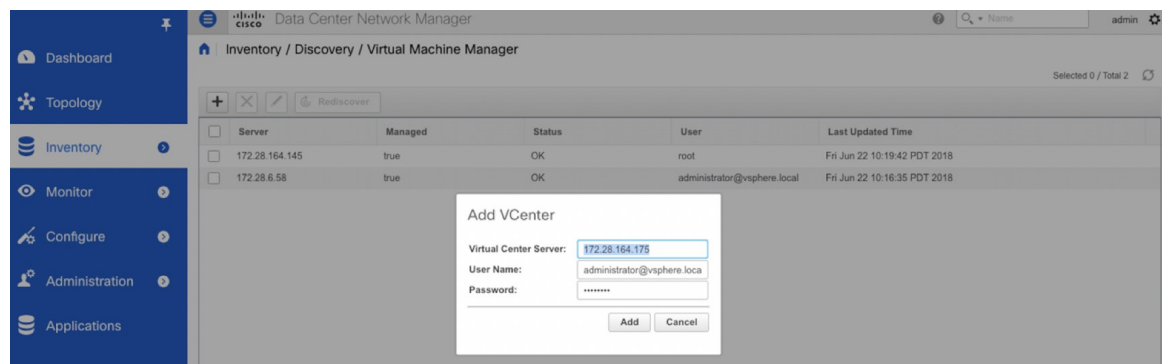 cisco Data Center Network Manager
Name
admin
Dashboard
Topology
Inventory
Monitor
Configure
Administration
Applications
Inventory / Discovery / Virtual Machine Manager
Selected 0 / Total 2
Rediscover
Server Managed Status User Last Updated Time
172.28.164.145 true OK root Fri Jun 22 10:19:42 PDT 2018
172.28.6.58 true OK administrator@vsphere.local Fri Jun 22 10:16:35 PDT 2018
Add VCenter
Virtual Center Server: 172.28.164.175
User Name: administrator@vsphere.loca
Password: ••••••••
Add Cancel